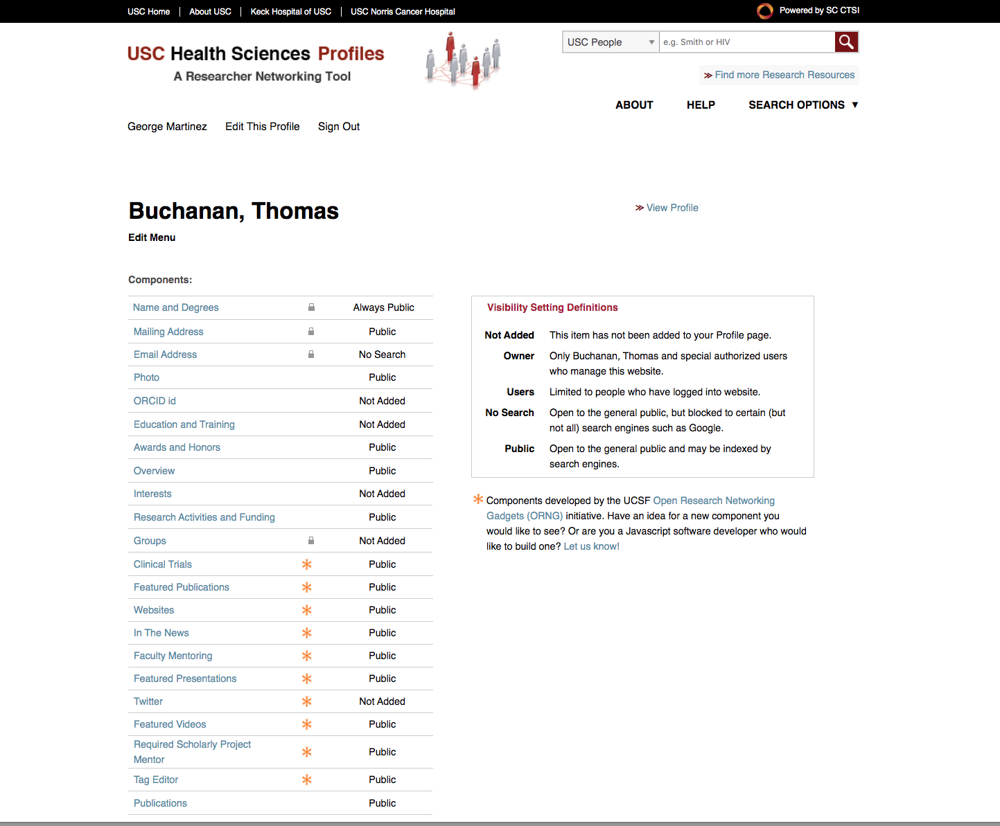 USC Home | About USC | Keck Hospital of USC | USC Norris Cancer Hospital
Powered by SC CTSI
USC Health Sciences Profiles
A Researcher Networking Tool
USC People ▼ e.g. Smith or HIV
>> Find more Research Resources
ABOUT HELP SEARCH OPTIONS ▼
George Martinez Edit This Profile Sign Out
Buchanan, Thomas
>> View Profile
Edit Menu
Components:
Name and Degrees Always Public
Mailing Address Public
Email Address No Search
Photo Public
ORCID id Not Added
Education and Training Not Added
Awards and Honors Public
Overview Public
Interests Not Added
Research Activities and Funding Public
Groups Not Added
Clinical Trials * Public
Featured Publications * Public
Websites * Public
In The News * Public
Faculty Mentoring * Public
Featured Presentations * Public
Twitter * Not Added
Featured Videos * Public
Required Scholarly Project
Mentor * Public
Tag Editor * Public
Publications Public
Visibility Setting Definitions
Not Added This item has not been added to your Profile page.
Owner Only Buchanan, Thomas and special authorized users
who manage this website.
Users Limited to people who have logged into website.
No Search Open to the general public, but blocked to certain (but
not all) search engines such as Google.
Public Open to the general public and may be indexed by
search engines.
* Components developed by the UCSF Open Research Networking
Gadgets (ORNG) initiative. Have an idea for a new component you
would like to see? Or are you a Javascript software developer who would
like to build one? Let us know!